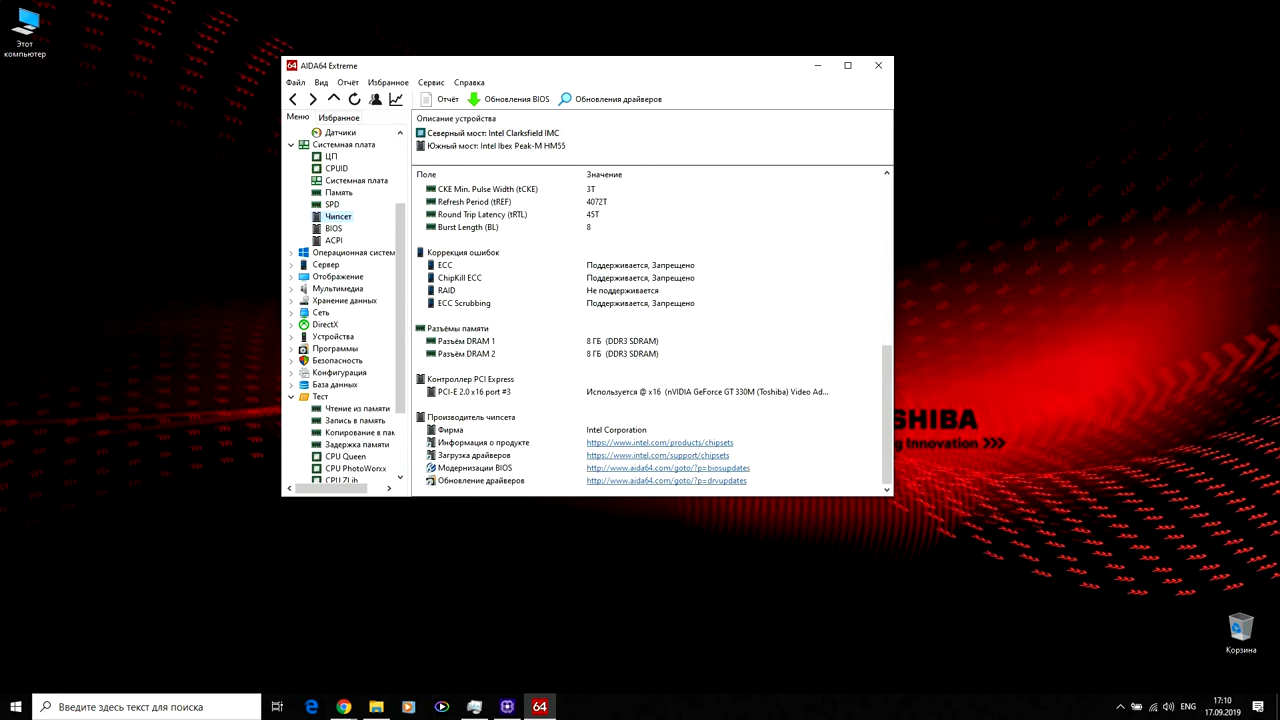 Этот
компьютер
64 AIDA64 Extreme
Файл Вид Отчёт Избранное Сервис Справка
Отчёт Обновления BIOS Обновления драйверов
Меню Избранное
Датчики
Системная плата
ЦП
CPUID
Системная плата
Память
SPD
Чипсет
BIOS
ACPI
Операционная систем
Сервер
Отображение
Мультимедиа
Хранение данных
Сеть
DirectX
Устройства
Программы
Безопасность
Конфигурация
База данных
Тест
Чтение из памяти
Запись в память
Копирование в пам
Задержка памяти
CPU Queen
CPU PhotoWorxx
CPU ZLib
Описание устройства
Северный мост: Intel Clarksfield IMC
Южный мост: Intel Ibex Peak-M HM55
Поле Значение
CKE Min. Pulse Width (tCKE) 3T
Refresh Period (tREF) 4072T
Round Trip Latency (tRTL) 45T
Burst Length (BL) 8
Коррекция ошибок
ECC Поддерживается, Запрещено
ChipKill ECC Поддерживается, Запрещено
RAID Не поддерживается
ECC Scrubbing Поддерживается, Запрещено
Разъёмы памяти
Разъём DRAM 1 8 ГБ (DDR3 SDRAM)
Разъём DRAM 2 8 ГБ (DDR3 SDRAM)
Контроллер PCI Express
PCI-E 2.0 x16 port #3 Используется @ x16 (nVIDIA GeForce GT 330M (Toshiba) Video Ad...
Производитель чипсета
Фирма Intel Corporation
Информация о продукте https://www.intel.com/products/chipsets
Загрузка драйверов https://www.intel.com/support/chipsets
Модернизации BIOS http://www.aida64.com/goto/?p=biosupdates
Обновление драйверов http://www.aida64.com/goto/?p=drvupdates
SHIBA
g Innovation >>>
Корзина
Введите здесь текст для поиска
64
ENG
17:10
17.09.2019